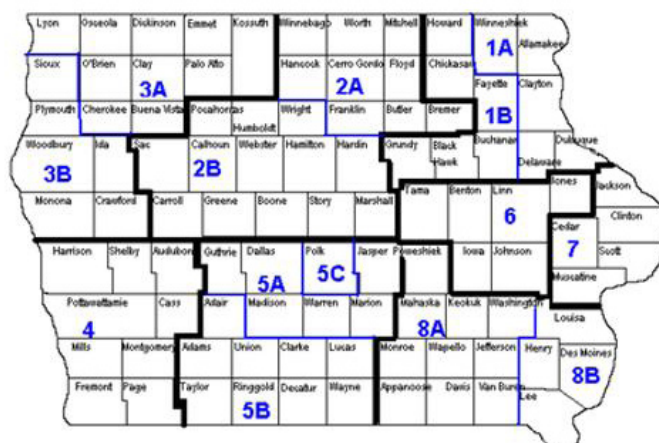 Lyon Osceola Dickinson Emmet Kossuth Winnebago Worth Mitchell Howard Winneshiek
1A Allamakee
Sioux O'Brien Clay Palo Alto Hancock Cerro Gordo Floyd Chickasaw
3A 2A
Fayette Clayton
Plymouth Cherokee Buena Vista Pocahontas Humboldt Wright Franklin Butler Bremer 1B
Woodbury Ida Sac Calhoun Webster Hamilton Hardin Grundy Black Hawk Buchanan Delaware Dubuque
3B 2B
Monona Crawford Carroll Greene Boone Story Marshall Tama Benton Linn Jones Jackson
6 Clinton
Cedar
7
Harrison Shelby Audubon Guthrie Dallas Polk Jasper Poweshiek Iowa Johnson Scott
5A 5C Muscatine
Pottawattamie Cass Adair Madison Warren Marion Mahaska Keokuk Washington Louisa
4 8A
Mills Montgomery Adams Union Clarke Lucas Monroe Wapello Jefferson Henry Des Moines
8B
Fremont Page Taylor Ringgold Decatur Wayne Appanoose Davis Van Buren Lee
5B